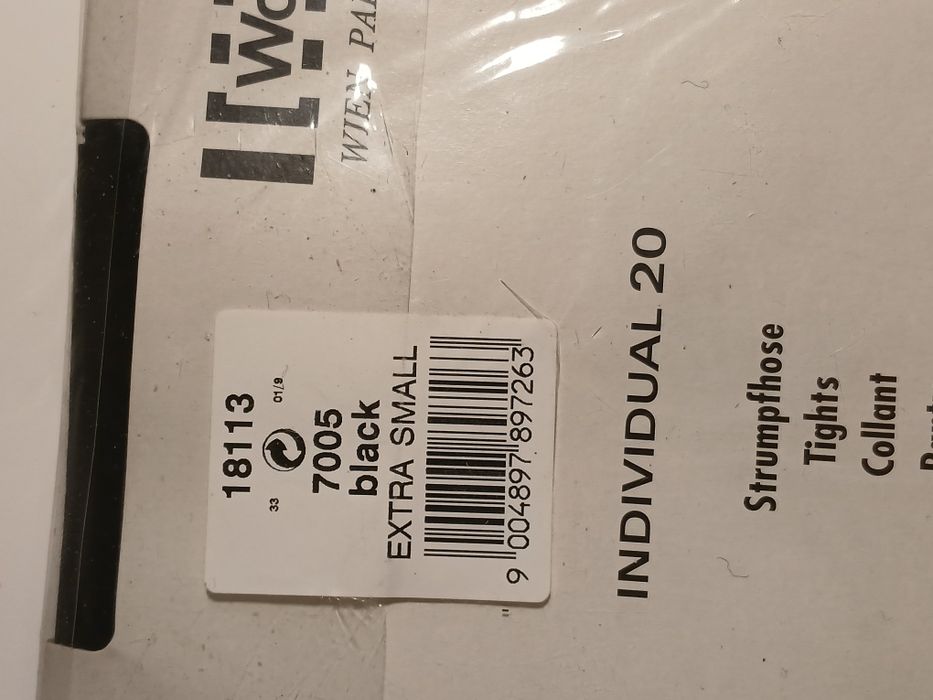 WIEN
18113
33
01/9
7005
black
EXTRA SMALL
9 004897 897263
INDIVIDUAL 20
Strumpfhose
Tights
Collant